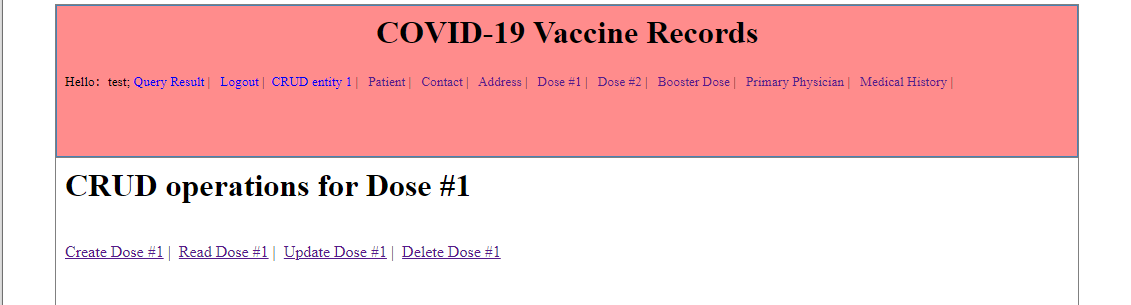 COVID-19 Vaccine Records
Hello: test; Query Result | Logout | CRUD entity 1 | Patient | Contact | Address | Dose #1 | Dose #2 | Booster Dose | Primary Physician | Medical History |
CRUD operations for Dose #1
Create Dose #1 | Read Dose #1 | Update Dose #1 | Delete Dose #1